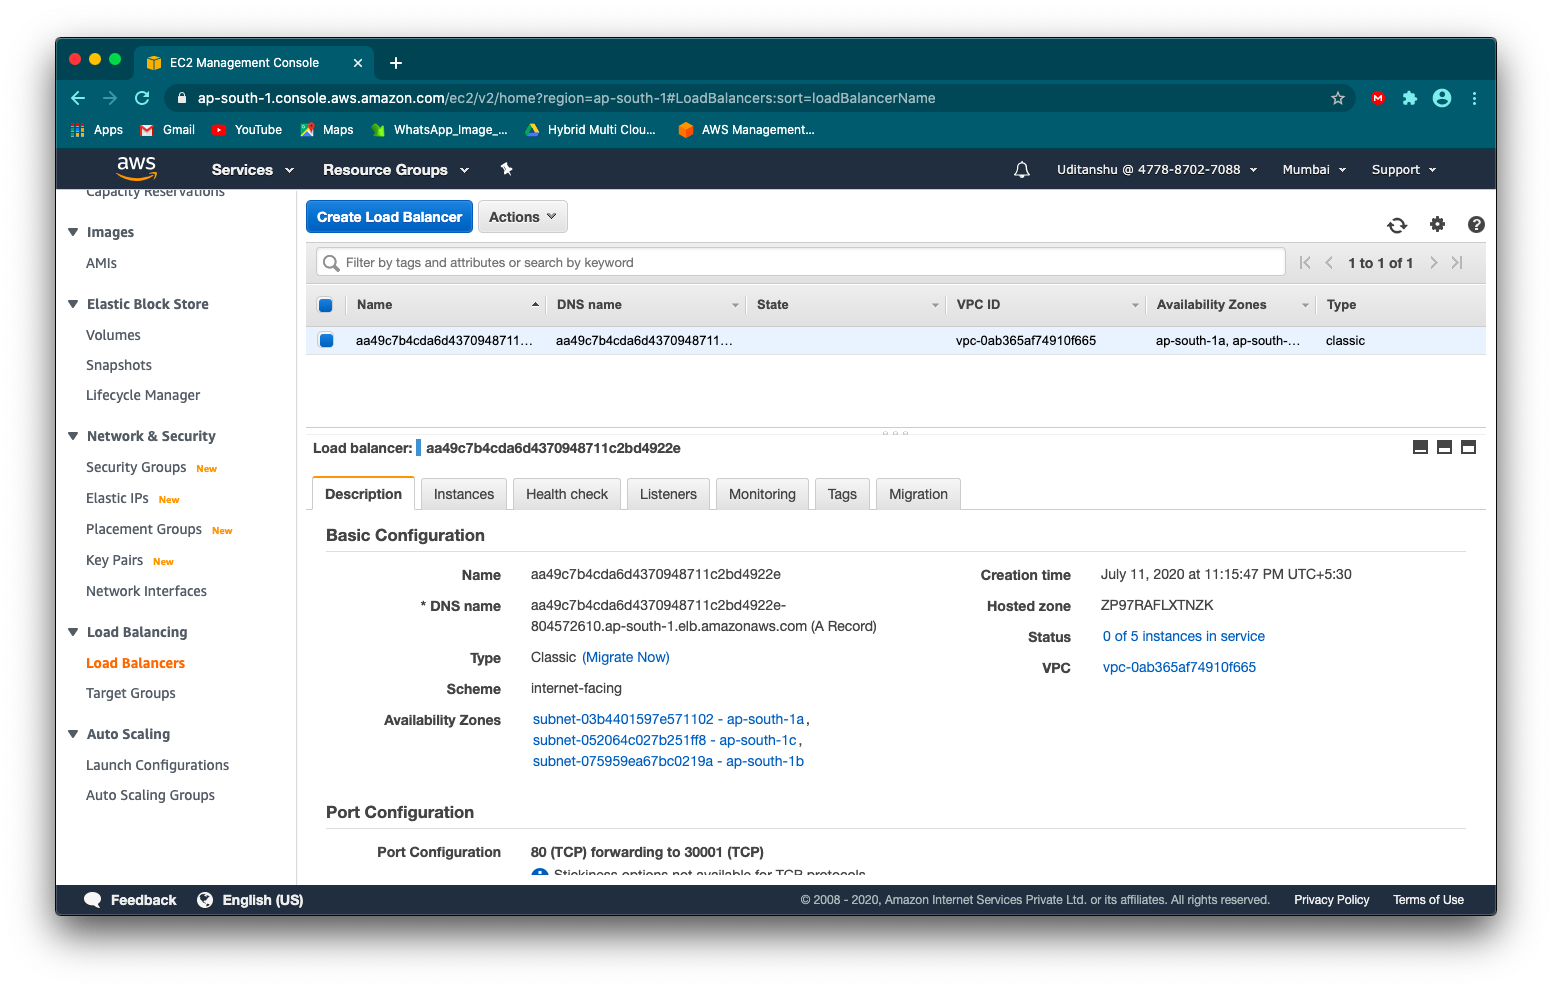 EC2 Management Console
ap-south-1.console.aws.amazon.com/ec2/v2/home?region=ap-south-1#LoadBalancers:sort=loadBalancerName
Apps Gmail YouTube Maps WhatsApp_Image_... Hybrid Multi Clou... AWS Management...
aws Services Resource Groups Uditanshu @ 4778-8702-7088 Mumbai Support
Capacity Reservations
Images
AMIs
Elastic Block Store
Volumes
Snapshots
Lifecycle Manager
Network & Security
Security Groups New
Elastic IPs New
Placement Groups New
Key Pairs New
Network Interfaces
Load Balancing
Load Balancers
Target Groups
Auto Scaling
Launch Configurations
Auto Scaling Groups
Create Load Balancer Actions
Filter by tags and attributes or search by keyword
1 to 1 of 1
Name DNS name State VPC ID Availability Zones Type
aa49c7b4cda6d4370948711... aa49c7b4cda6d4370948711... vpc-0ab365af74910f665 ap-south-1a, ap-south-... classic
Load balancer: aa49c7b4cda6d4370948711c2bd4922e
Description Instances Health check Listeners Monitoring Tags Migration
Basic Configuration
Name aa49c7b4cda6d4370948711c2bd4922e
* DNS name aa49c7b4cda6d4370948711c2bd4922e-
804572610.ap-south-1.elb.amazonaws.com (A Record)
Type Classic (Migrate Now)
Scheme internet-facing
Availability Zones subnet-03b4401597e571102 - ap-south-1a,
subnet-052064c027b251ff8 - ap-south-1c,
subnet-075959ea67bc0219a - ap-south-1b
Creation time July 11, 2020 at 11:15:47 PM UTC+5:30
Hosted zone ZP97RAFLXTNZK
Status 0 of 5 instances in service
VPC vpc-0ab365af74910f665
Port Configuration
Port Configuration 80 (TCP) forwarding to 30001 (TCP)
Stickiness options not available for TCP protocols
Feedback English (US) © 2008 - 2020, Amazon Internet Services Private Ltd. or its affiliates. All rights reserved. Privacy Policy Terms of Use